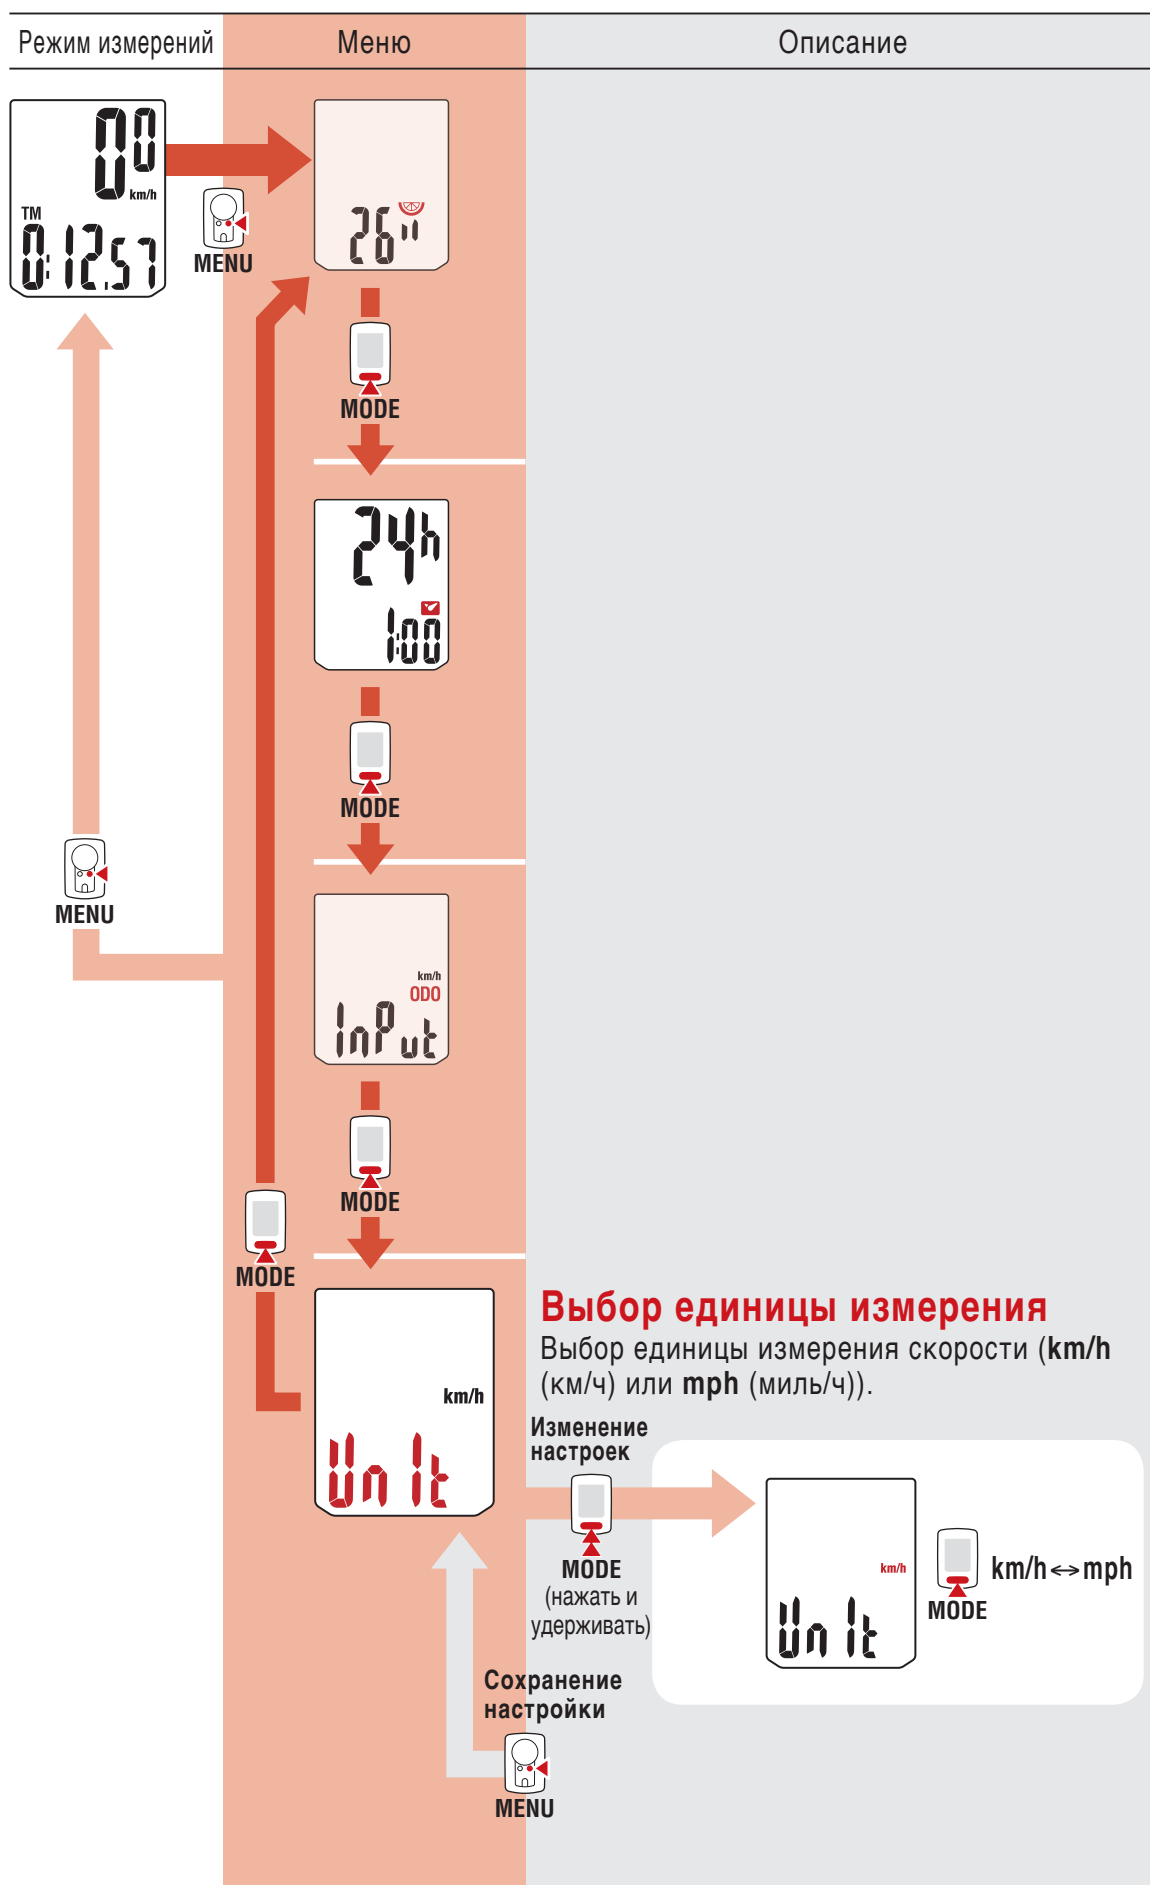 Режим измерений
Меню
Описание
00
km/h
TM
0:12.57
MENU
26"
MODE
24h
1:00
MODE
MENU
km/h
ODO
InPut
MODE
MODE
Выбор единицы измерения
Выбор единицы измерения скорости (km/h
(км/ч) или mph (миль/ч)).
km/h
Unit
Изменение
настроек
MODE
(нажать и
удерживать)
km/h
Unit
MODE
km/h↔mph
Сохранение
настройки
MENU